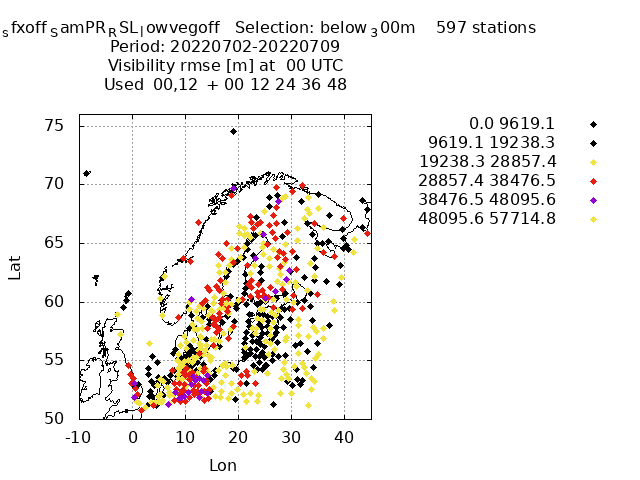 sfxoffSamPRRSLlowvegoff Selection: below300m 597 stations
Period: 20220702-20220709
Visibility rmse [m] at 00 UTC
Used 00,12 + 00 12 24 36 48
0.0 9619.1
9619.1 19238.3
19238.3 28857.4
28857.4 38476.5
38476.5 48095.6
48095.6 57714.8
75
70
65
60
55
50
Lat
-10 0 10 20 30 40
Lon